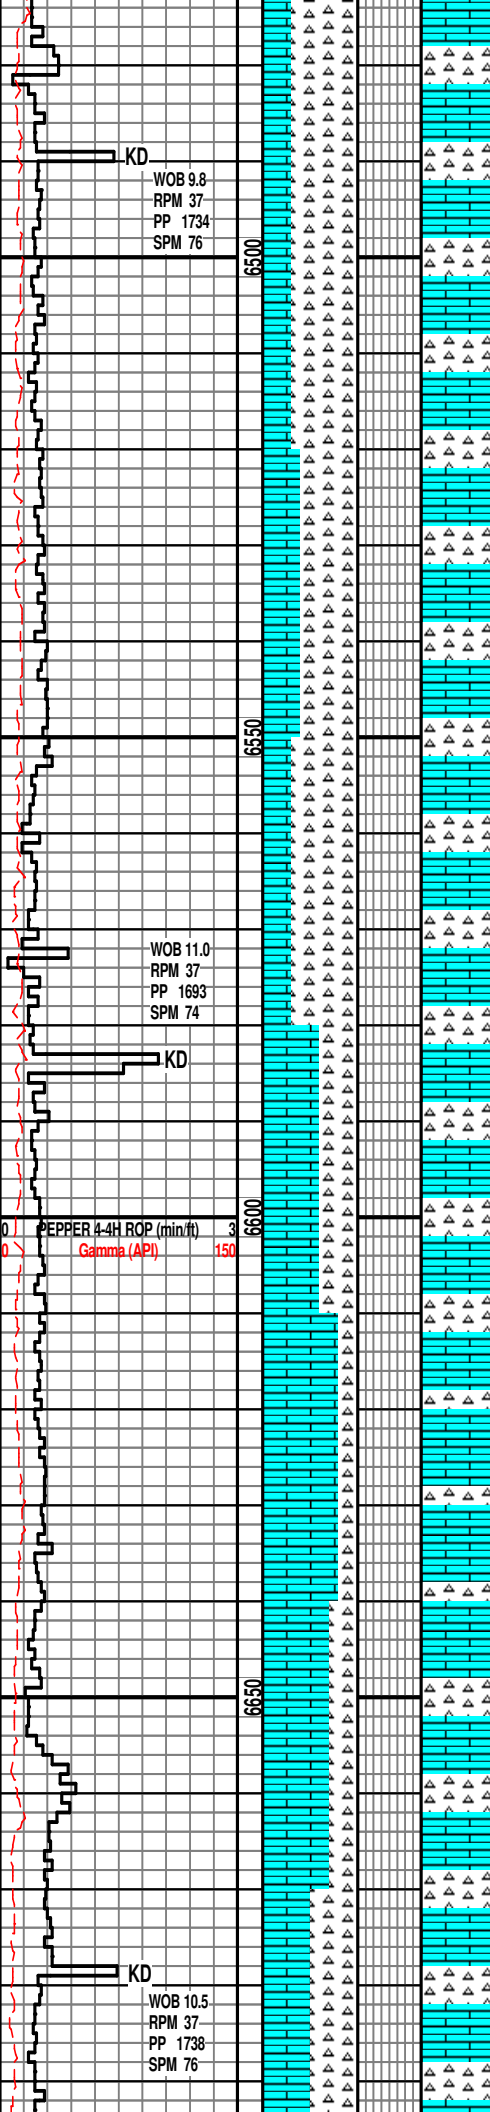 KD
WOB 9.8
RPM 37
PP 1734
SPM 76
6500
6550
WOB 11.0
RPM 37
PP 1693
SPM 74
KD
6600
0 PEPPER 4-4H ROP (min/ft) 3
0 Gamma (API) 150
6650
KD
WOB 10.5
RPM 37
PP 1738
SPM 76